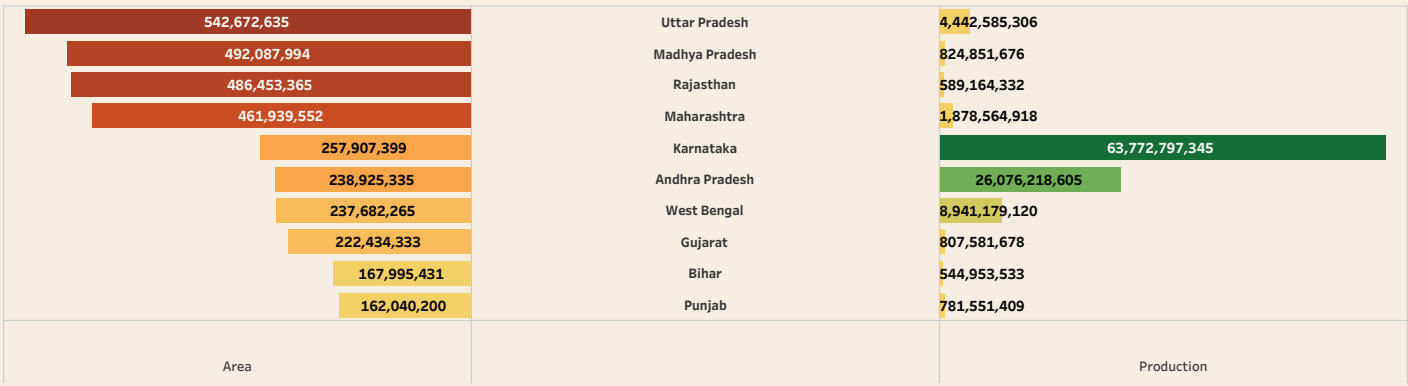 542,672,635 Uttar Pradesh 4,442,585,306
492,087,994 Madhya Pradesh 824,851,676
486,453,365 Rajasthan 589,164,332
461,939,552 Maharashtra 1,878,564,918
257,907,399 Karnataka 63,772,797,345
238,925,335 Andhra Pradesh 26,076,218,605
237,682,265 West Bengal 8,941,179,120
222,434,333 Gujarat 807,581,678
167,995,431 Bihar 544,953,533
162,040,200 Punjab 781,551,409
Area Production